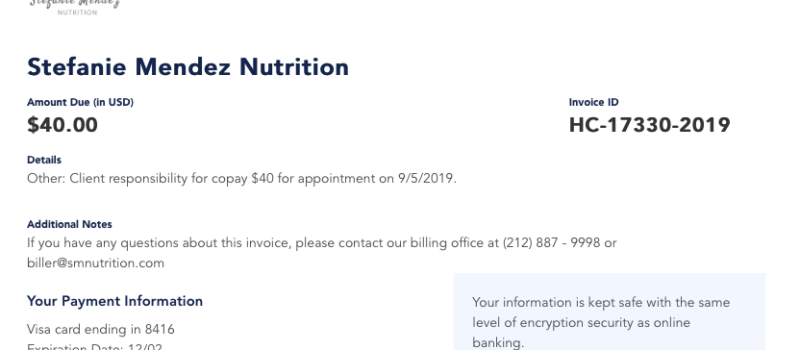 Stefanie Mendez
NUTRITION
Stefanie Mendez Nutrition
Amount Due (in USD)
Invoice ID
$40.00
HC-17330-2019
Details
Other: Client responsibility for copay $40 for appointment on 9/5/2019.
Additional Notes
If you have any questions about this invoice, please contact our billing office at (212) 887 - 9998 or
biller@smnutrition.com
Your Payment Information
Visa card ending in 8416
Expiration Date: 12/02
Your information is kept safe with the same
level of encryption security as online
banking.